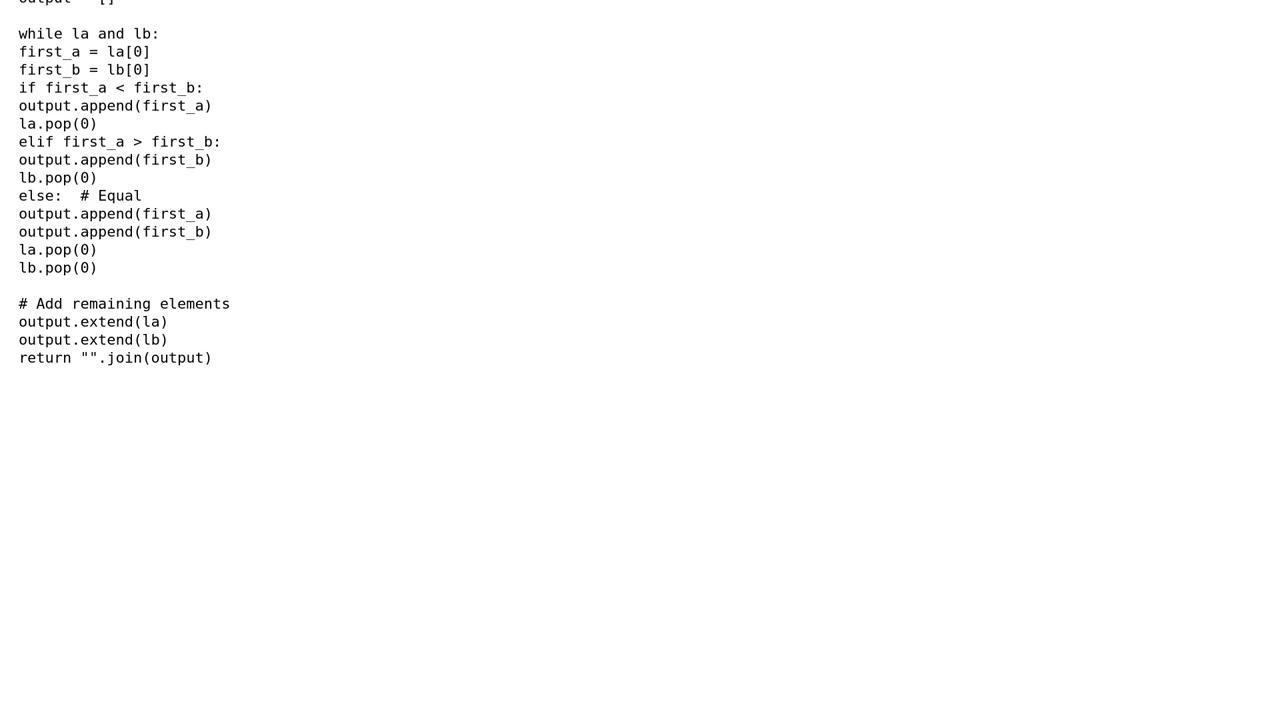 output = []

while la and lb:
first_a = la[0]
first_b = lb[0]
if first_a < first_b:
output.append(first_a)
la.pop(0)
elif first_a > first_b:
output.append(first_b)
lb.pop(0)
else:  # Equal
output.append(first_a)
output.append(first_b)
la.pop(0)
lb.pop(0)

# Add remaining elements
output.extend(la)
output.extend(lb)
return "".join(output)